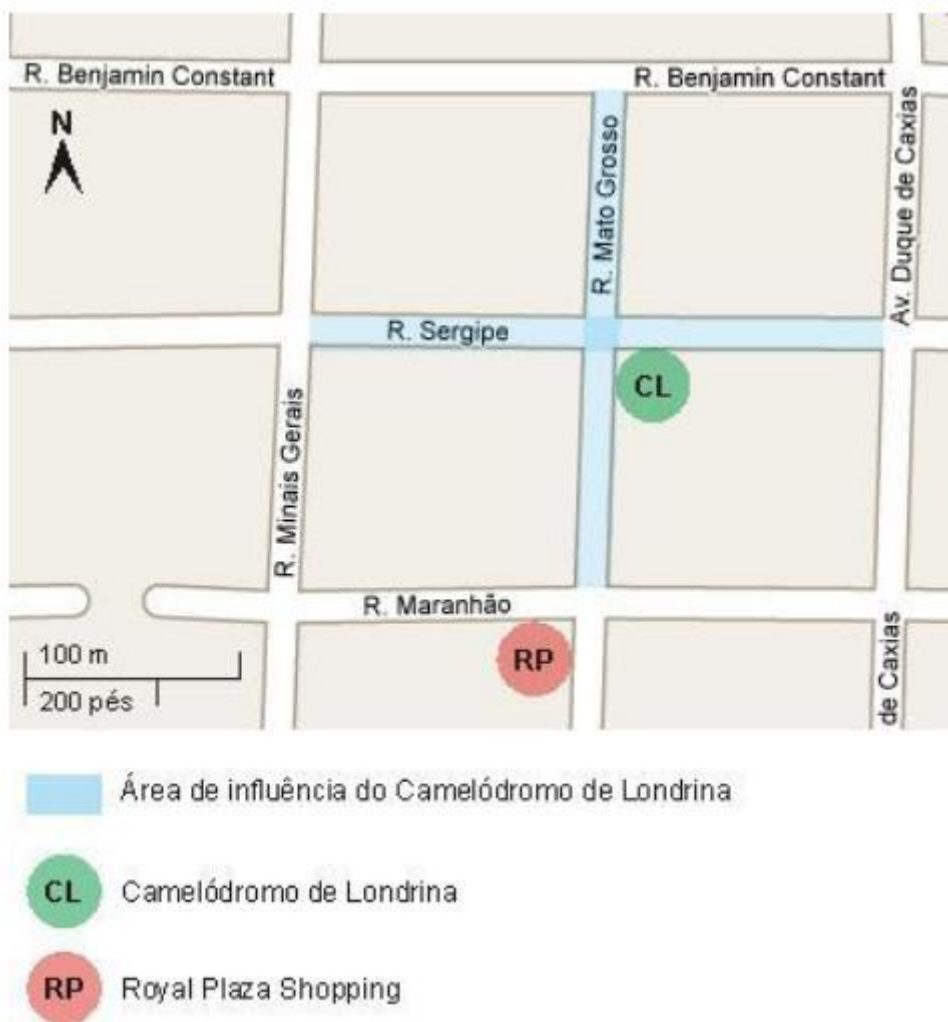 R. Benjamin Constant
R. Benjamin Constant
N
R. Mato Grosso
Av. Duque de Caxias
R. Sergipe
CL
R. Minais Gerais
R. Maranhão
RP
de Caxias
100 m
200 pés
Área de influência do Camelódromo de Londrina
CL Camelódromo de Londrina
RP Royal Plaza Shopping